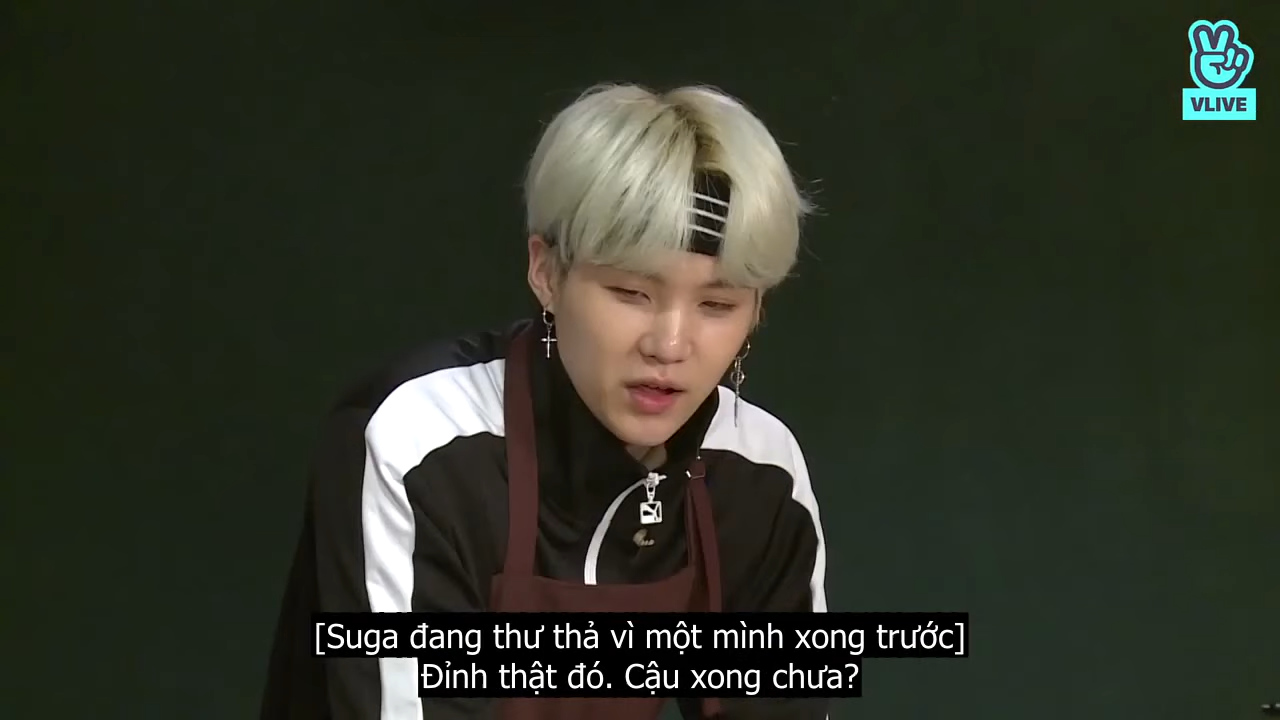 VLIVE
[Suga đang thư thả vì một mình xong trước]
Đỉnh thật đó. Cậu xong chưa?